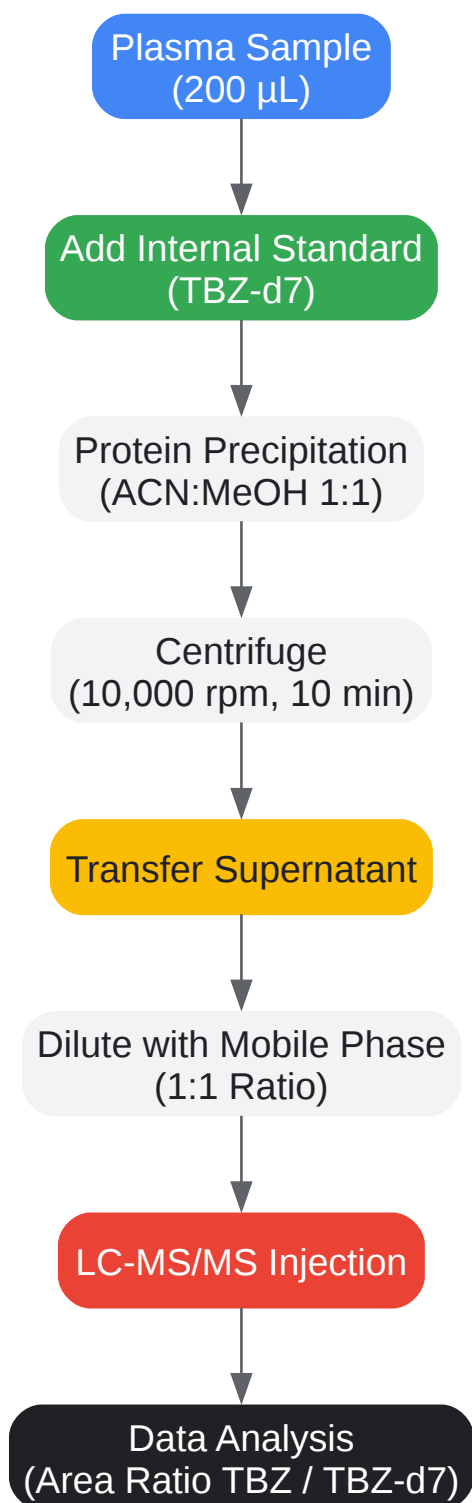 Plasma Sample
(200 µL)
Add Internal Standard
(TBZ-d7)
Protein Precipitation
(ACN:MeOH 1:1)
Centrifuge
(10,000 rpm, 10 min)
Transfer Supernatant
Dilute with Mobile Phase
(1:1 Ratio)
LC-MS/MS Injection
Data Analysis
(Area Ratio TBZ / TBZ-d7)